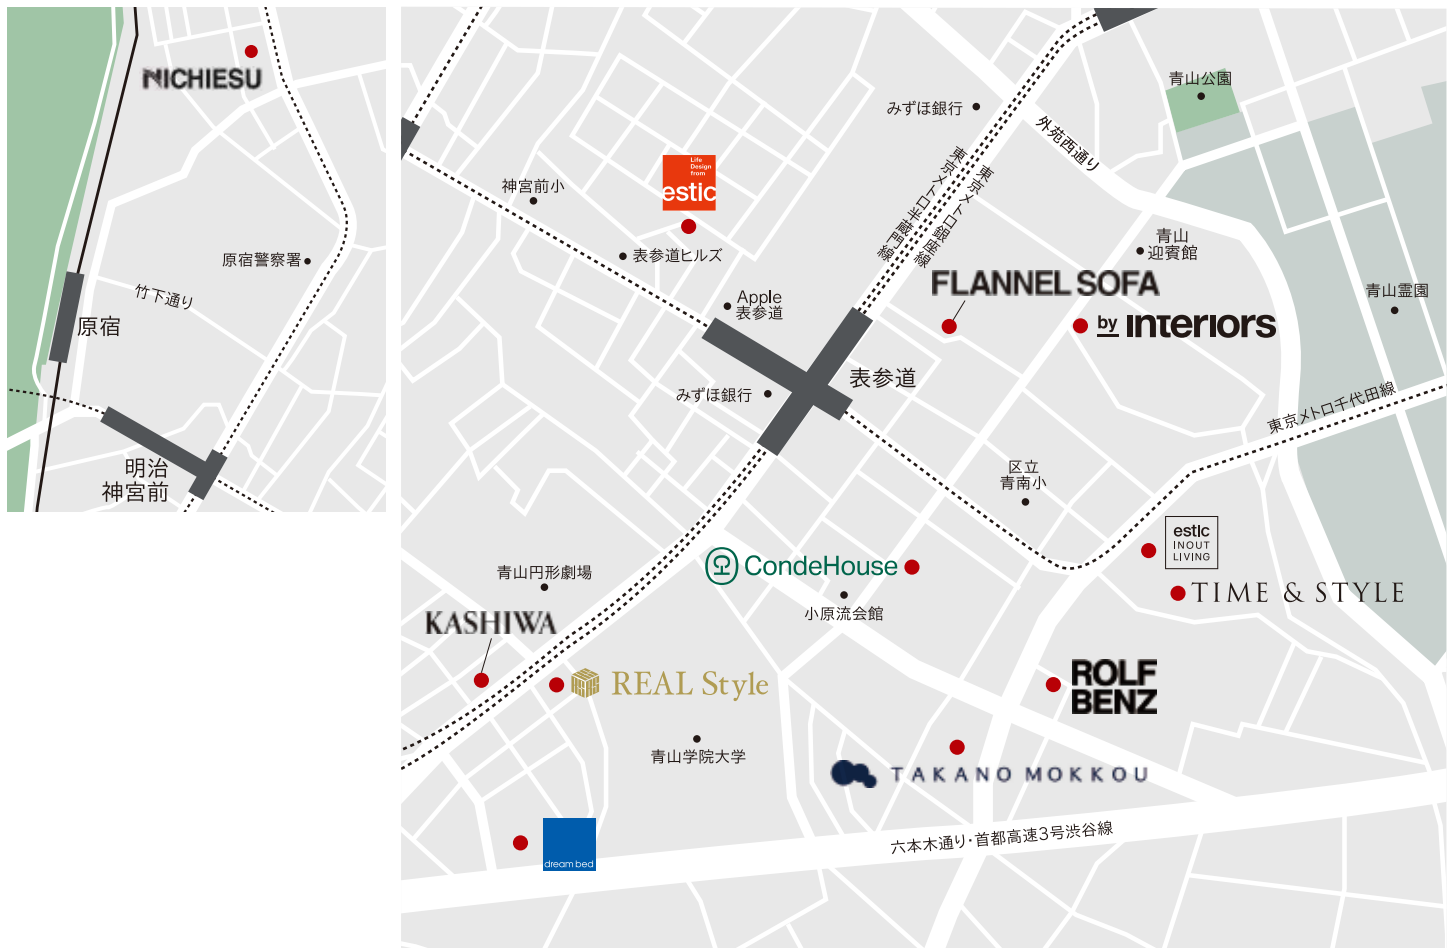 NICHIESU
原宿警察署
竹下通り
原宿
明治
神宮前
青山公園
みずほ銀行
外苑西通り
東京メトロ銀座線
東京メトロ半蔵門線
Life
Design
from
estic
神宮前小
表参道ヒルズ
青山
迎賓館
FLANNEL SOFA
青山霊園
Apple
表参道
by interiors
表参道
みずほ銀行
東京メトロ千代田線
区立
青南小
estic
INOUT
LIVING
CondeHouse
青山円形劇場
TIME & STYLE
小原流会館
KASHIWA
REAL Style
ROLF
BENZ
青山学院大学
TAKANO MOKKOU
六本木通り・首都高速3号渋谷線
dream bed